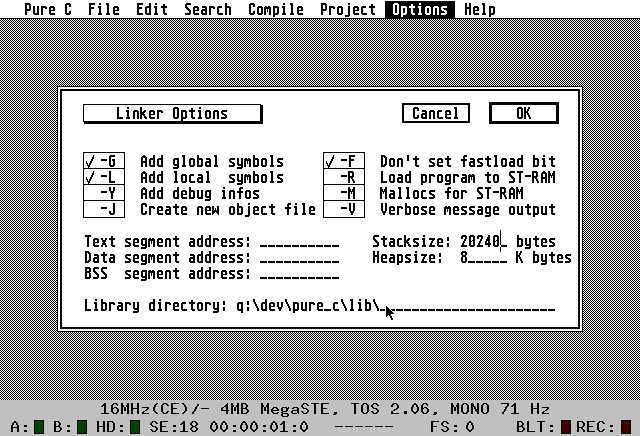 Pure C File Edit Search Compile Project Options Help
Linker Options Cancel OK
✓ -G Add global symbols ✓ -F Don't set fastload bit
✓ -L Add local symbols -R Load program to ST-RAM
-Y Add debug infos -M Mallocs for ST-RAM
-J Create new object file -V Verbose message output
Text segment address: __________ Stacksize: 20240_ bytes
Data segment address: __________ Heapsize: 8_____ K bytes
BSS segment address: __________
Library directory: q:\dev\pure_c\lib\______________________
16MHz(CE)/- 4MB MegaSTE, TOS 2.06, MONO 71 Hz
A: B: HD: SE:18 00:00:01:0 ------ FS: 0 BLT: REC: